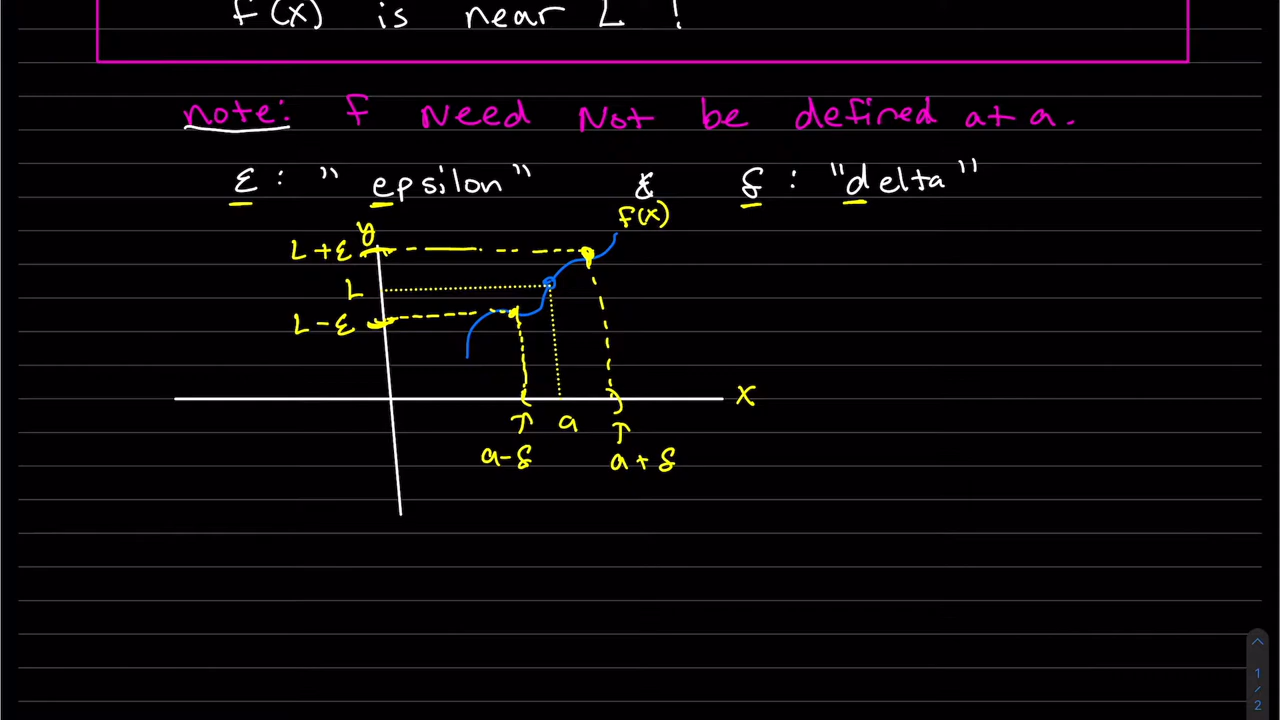 f(x) is near L !
note: f need Not be defined at a.
ε : "epsilon" & δ : "delta"
f(x)
y
L + ε
L
L - ε
x
a
a - δ
a + δ
1
/
2